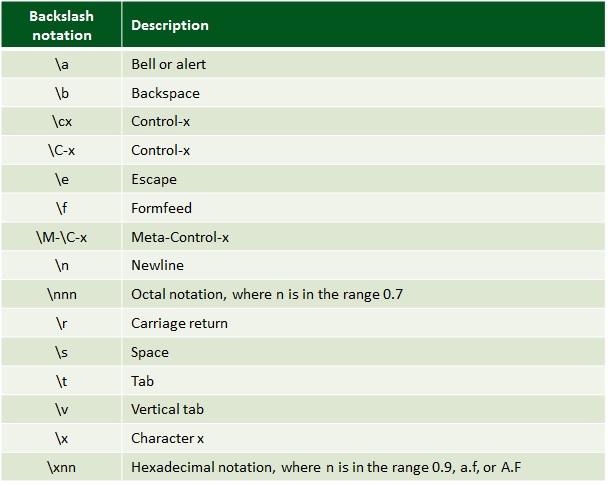 Backslash notation Description
\a Bell or alert
\b Backspace
\cx Control-x
\C-x Control-x
\e Escape
\f Formfeed
\M-\C-x Meta-Control-x
\n Newline
\nnn Octal notation, where n is in the range 0.7
\r Carriage return
\s Space
\t Tab
\v Vertical tab
\x Character x
\xnn Hexadecimal notation, where n is in the range 0.9, a.f, or A.F